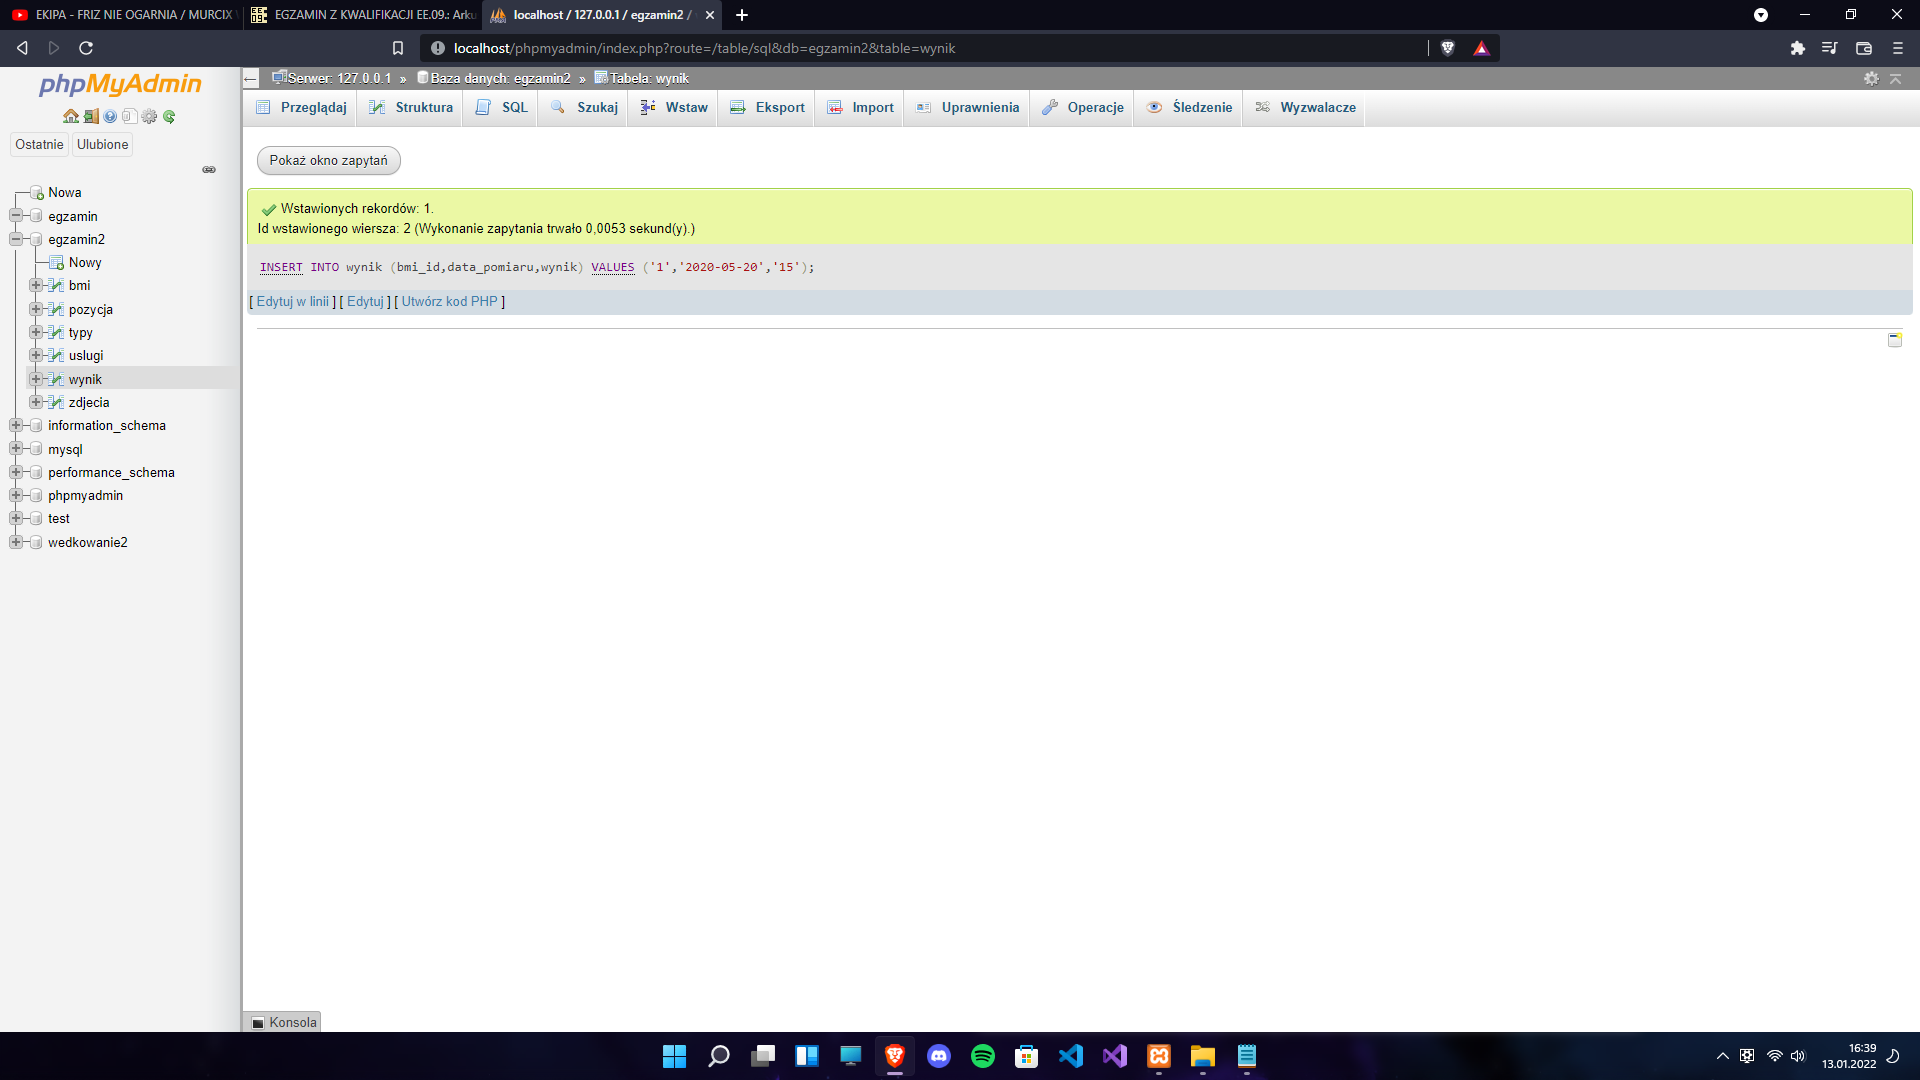 EKIPA - FRIZ NIE OGARNIA / MURCIX
EGZAMIN Z KWALIFIKACJI EE.09.: Arku
localhost / 127.0.0.1 / egzamin2 /
localhost/phpmyadmin/index.php?route=/table/sql&db=egzamin2&table=wynik
phpMyAdmin
Serwer: 127.0.0.1 » Baza danych: egzamin2 » Tabela: wynik
Przeglądaj Struktura SQL Szukaj Wstaw Eksport Import Uprawnienia Operacje Śledzenie Wyzwalacze
Ostatnie Ulubione
Nowa
egzamin
egzamin2
Nowy
bmi
pozycja
typy
uslugi
wynik
zdjecia
information_schema
mysql
performance_schema
phpmyadmin
test
wedkowanie2
Pokaż okno zapytań
Wstawionych rekordów: 1.
Id wstawionego wiersza: 2 (Wykonanie zapytania trwało 0,0053 sekund(y).)
INSERT INTO wynik (bmi_id,data_pomiaru,wynik) VALUES ('1','2020-05-20','15');
[ Edytuj w linii ] [ Edytuj ] [ Utwórz kod PHP ]
Konsola
16:39
13.01.2022